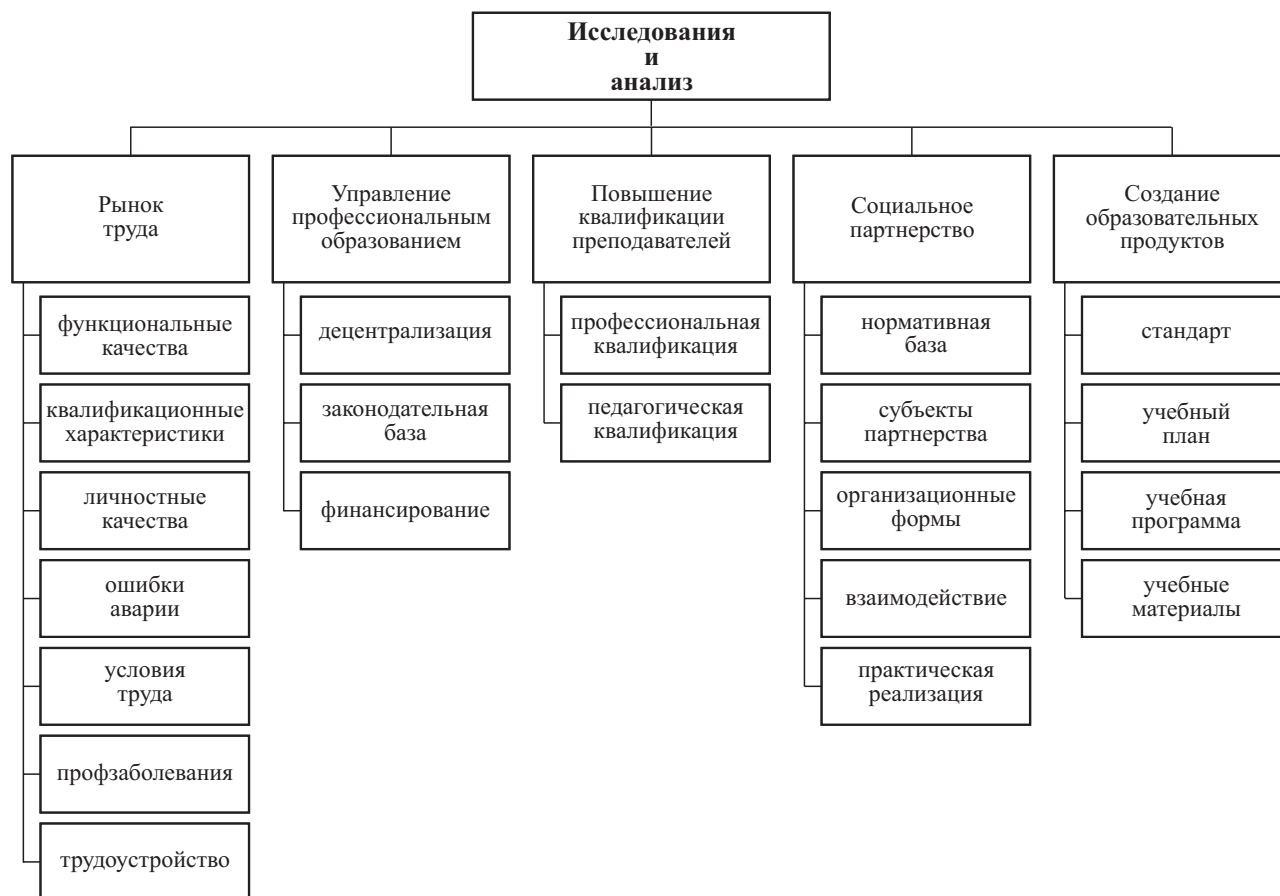 Исследования
и
анализ
Рынок
труда
функциональные
качества
квалификационные
характеристики
личностные
качества
ошибки
аварии
условия
труда
профзаболевания
трудоустройство
Управление
профессиональным
образованием
децентрализация
законодательная
база
финансирование
Повышение
квалификации
преподавателей
профессиональная
квалификация
педагогическая
квалификация
Социальное
партнерство
нормативная
база
субъекты
партнерства
организационные
формы
взаимодействие
практическая
реализация
Создание
образовательных
продуктов
стандарт
учебный
план
учебная
программа
учебные
материалы